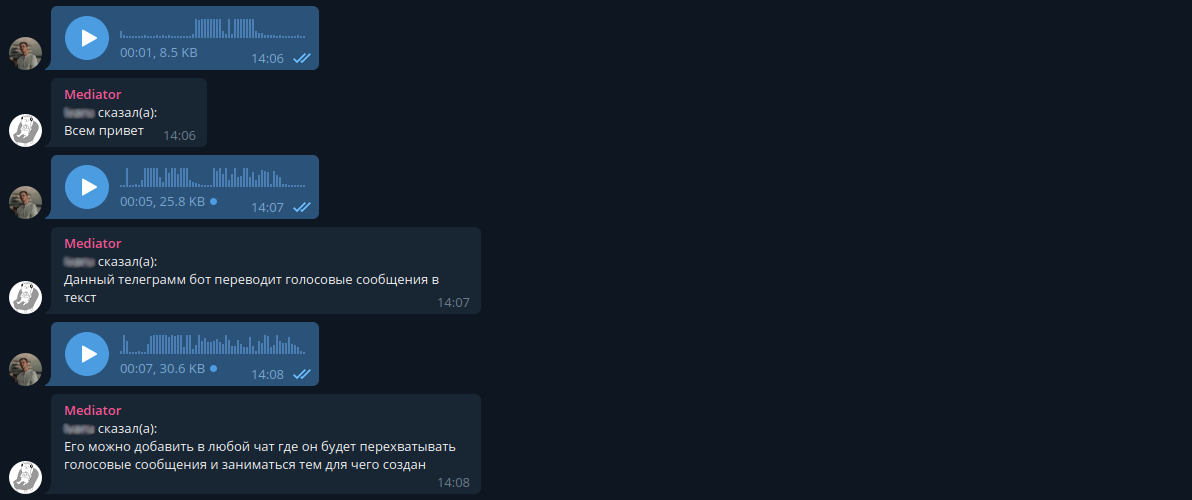 00:01, 8.5 KB
14:06
Mediator
сказал(а):
Всем привет
14:06
00:05, 25.8 KB
14:07
Mediator
сказал(а):
Данный телеграмм бот переводит голосовые сообщения в
текст
14:07
00:07, 30.6 KB
14:08
Mediator
сказал(а):
Его можно добавить в любой чат где он будет перехватывать
голосовые сообщения и заниматься тем для чего создан
14:08